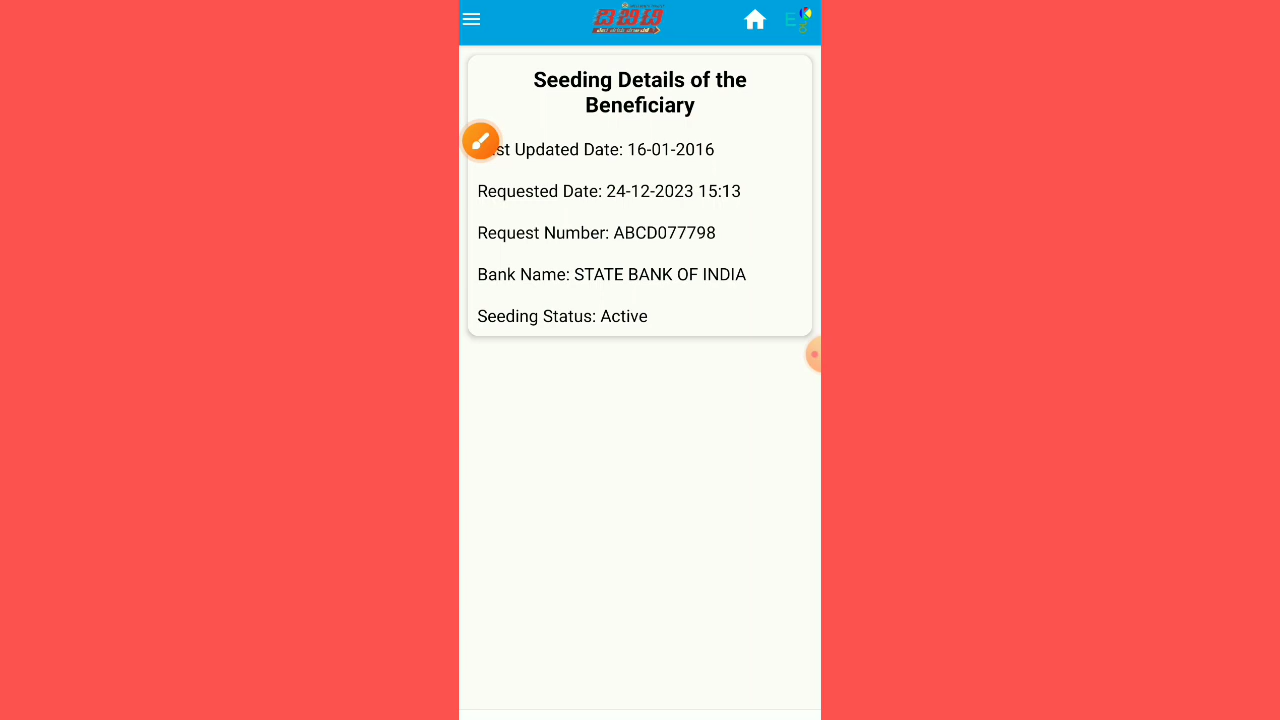 ಡಿ ಬಿ ಟಿ
Seeding Details of the
Beneficiary
st Updated Date: 16-01-2016
Requested Date: 24-12-2023 15:13
Request Number: ABCD077798
Bank Name: STATE BANK OF INDIA
Seeding Status: Active